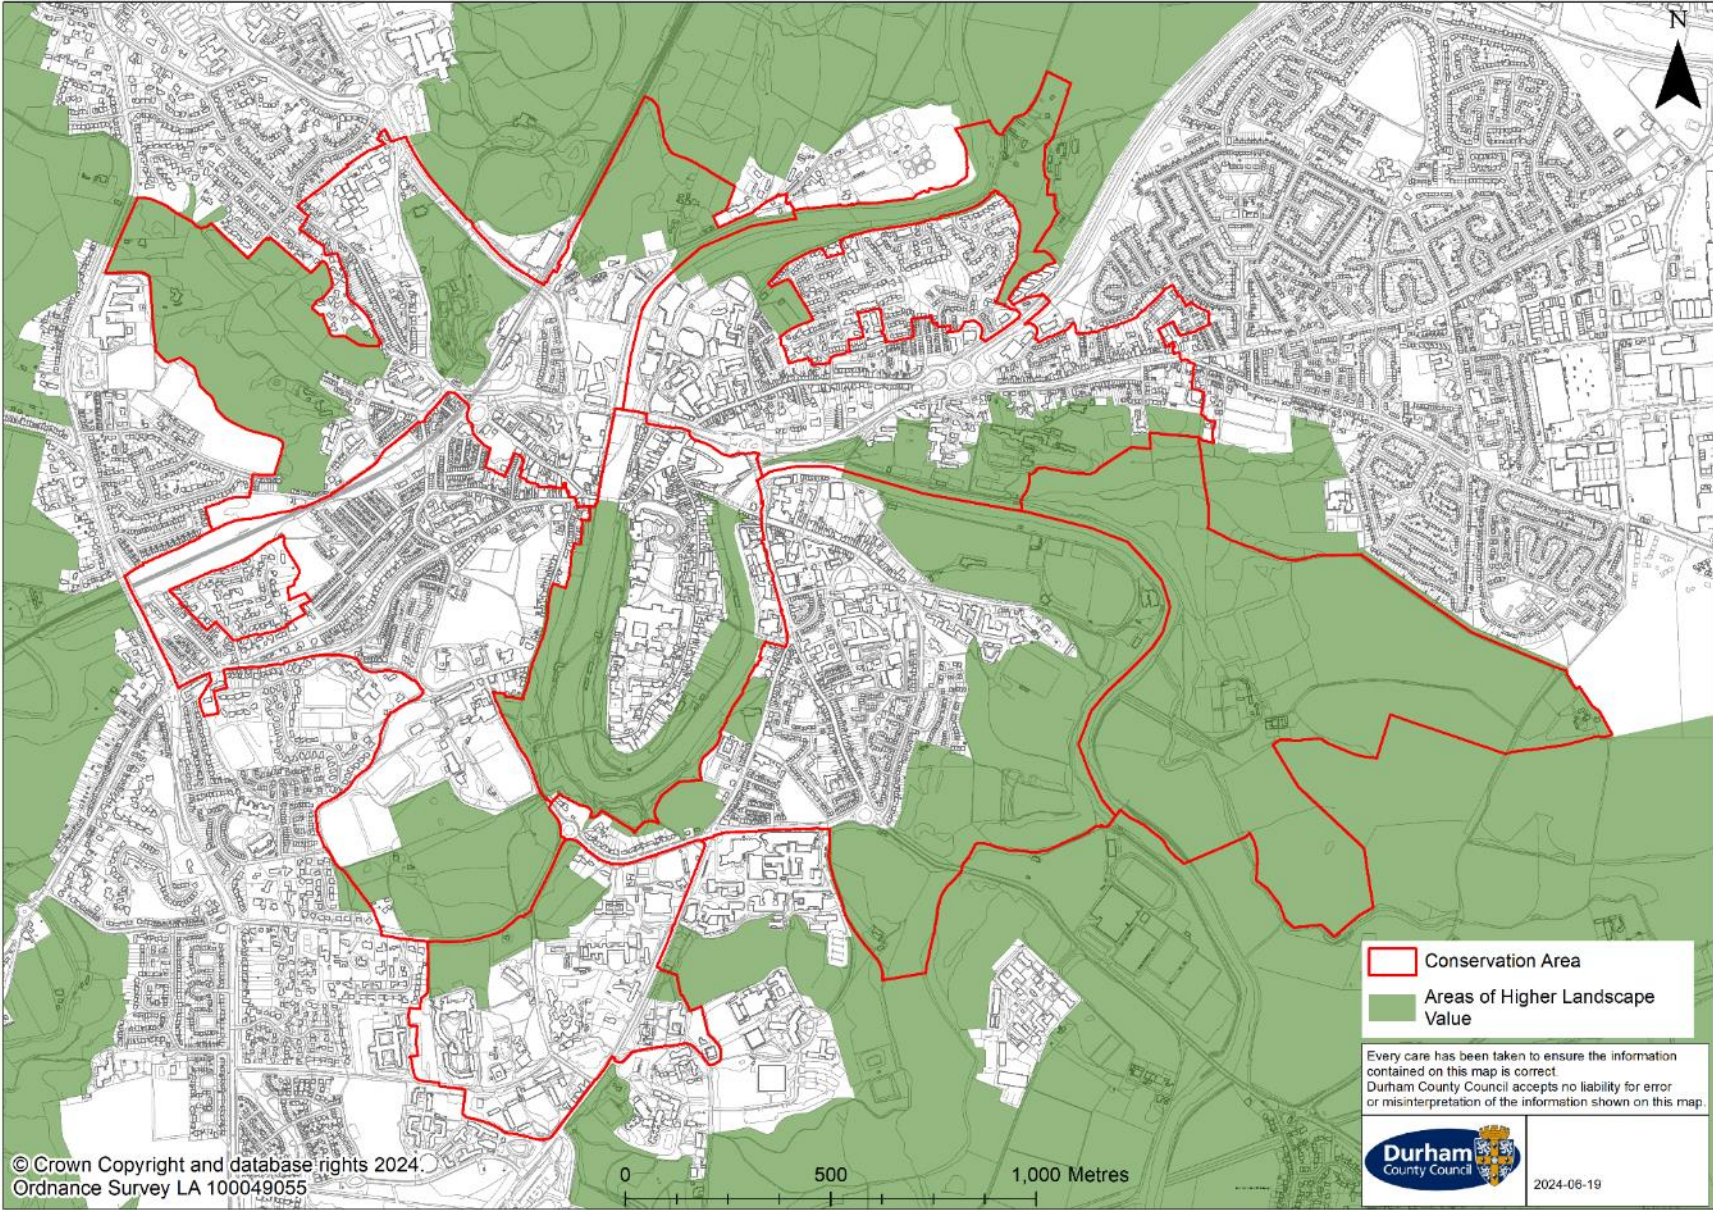 N
Conservation Area
Areas of Higher Landscape
Value
Every care has been taken to ensure the information
contained on this map is correct.
Durham County Council accepts no liability for error
or misinterpretation of the information shown on this map.
Durham
County Council
2024-06-19
© Crown Copyright and database rights 2024.
Ordnance Survey LA 100049055
0 500 1,000 Metres